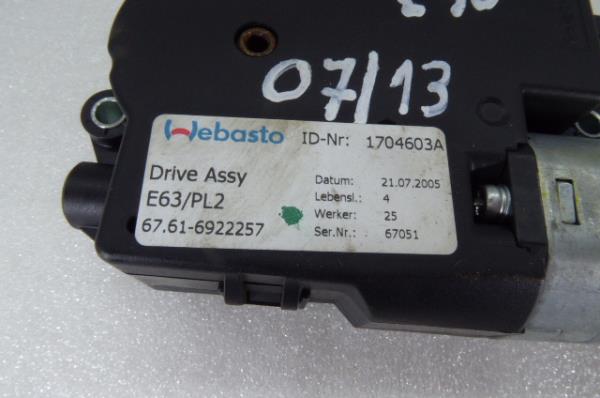 07/13
Webasto ID-Nr: 1704603A
Drive Assy
E63/PL2
67.61-6922257
Datum: 21.07.2005
Lebensl.: 4
Werker: 25
Ser.Nr.: 67051